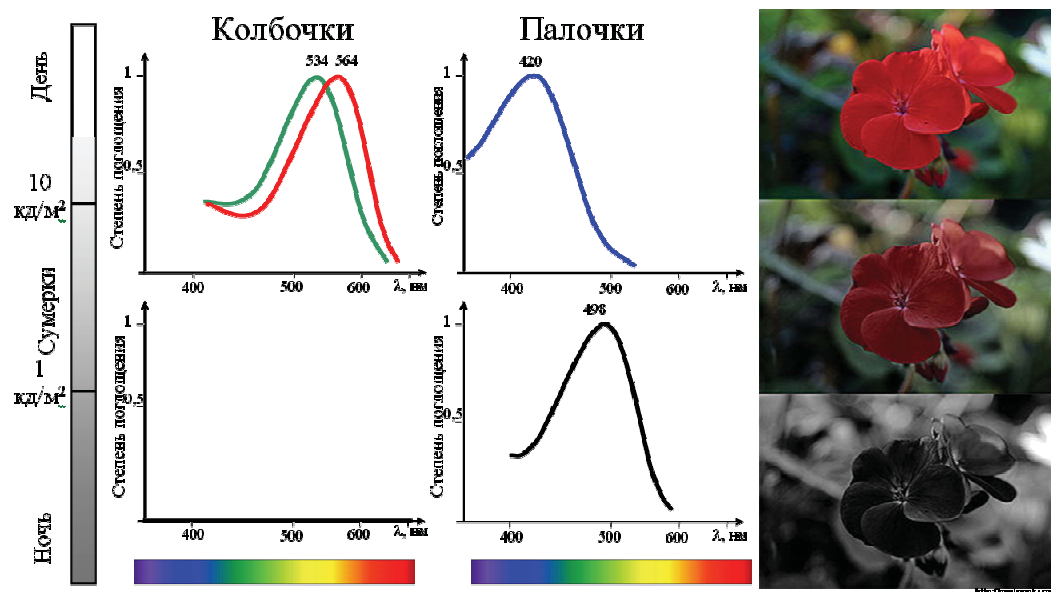 Колбочки
Палочки
День
10
кд/м²
Сумерки
1
кд/м²
Ночь
Степень поглощения
1
0,5
534 564
400 500 600 λ, нм
Степень поглощения
1
0,5
420
400 500 600 λ, нм
Степень поглощения
1
0,5
400 500 600 λ, нм
Степень поглощения
1
0,5
498
400 500 600 λ, нм